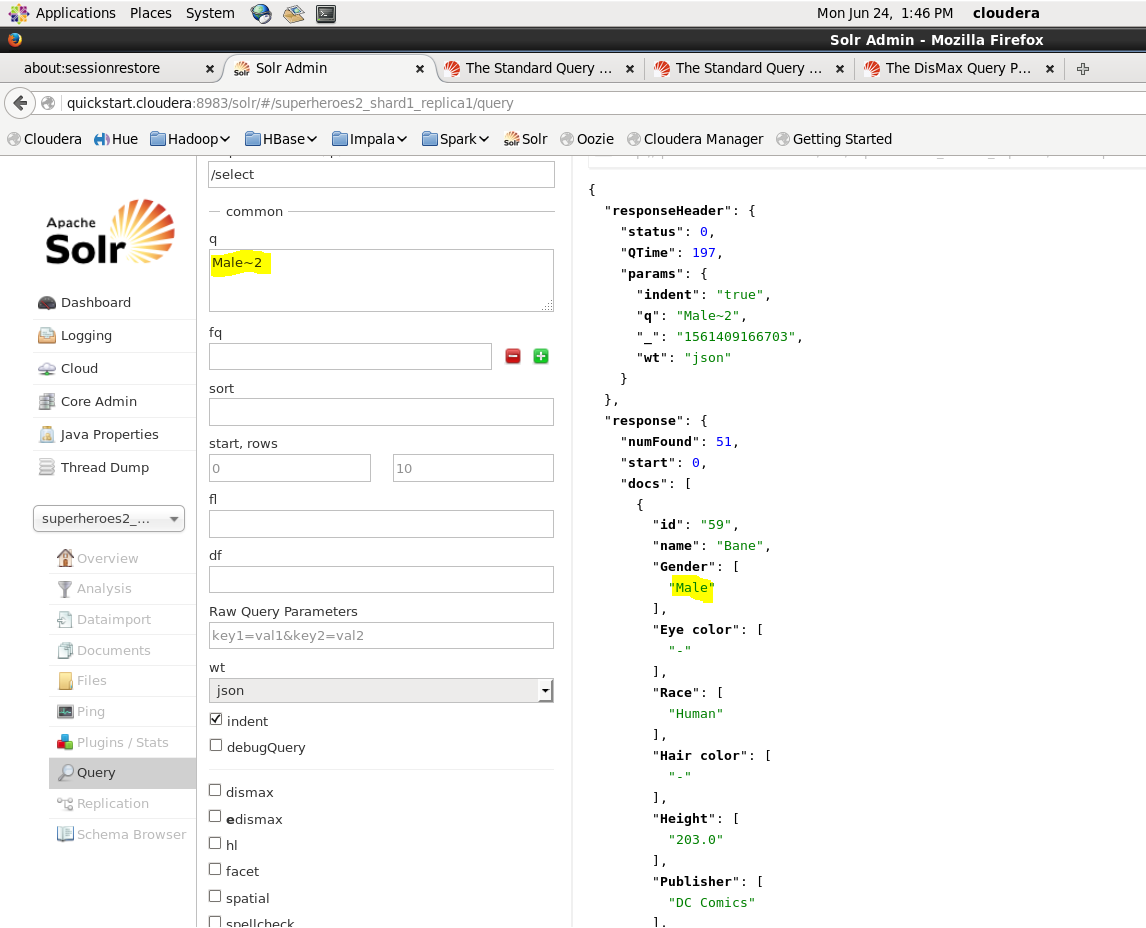 Applications Places System Mon Jun 24, 1:46 PM cloudera
Solr Admin - Mozilla Firefox
about:sessionrestore Solr Admin The Standard Query ... The Standard Query ... The DisMax Query P...
quickstart.cloudera:8983/solr/#/superheroes2_shard1_replica1/query
Cloudera Hue Hadoop HBase Impala Spark Solr Oozie Cloudera Manager Getting Started
Apache
Solr
Dashboard
Logging
Cloud
Core Admin
Java Properties
Thread Dump
superheroes2_...
Overview
Analysis
Dataimport
Documents
Files
Ping
Plugins / Stats
Query
Replication
Schema Browser
/select
common
q
Male~2
fq
sort
start, rows
0 10
fl
df
Raw Query Parameters
key1=val1&key2=val2
wt
json
indent
debugQuery
dismax
edismax
hl
facet
spatial
spellcheck
{
"responseHeader": {
"status": 0,
"QTime": 197,
"params": {
"indent": "true",
"q": "Male~2",
"_": "1561409166703",
"wt": "json"
}
},
"response": {
"numFound": 51,
"start": 0,
"docs": [
{
"id": "59",
"name": "Bane",
"Gender": [
"Male"
],
"Eye color": [
"-"
],
"Race": [
"Human"
],
"Hair color": [
"-"
],
"Height": [
"203.0"
],
"Publisher": [
"DC Comics"
],